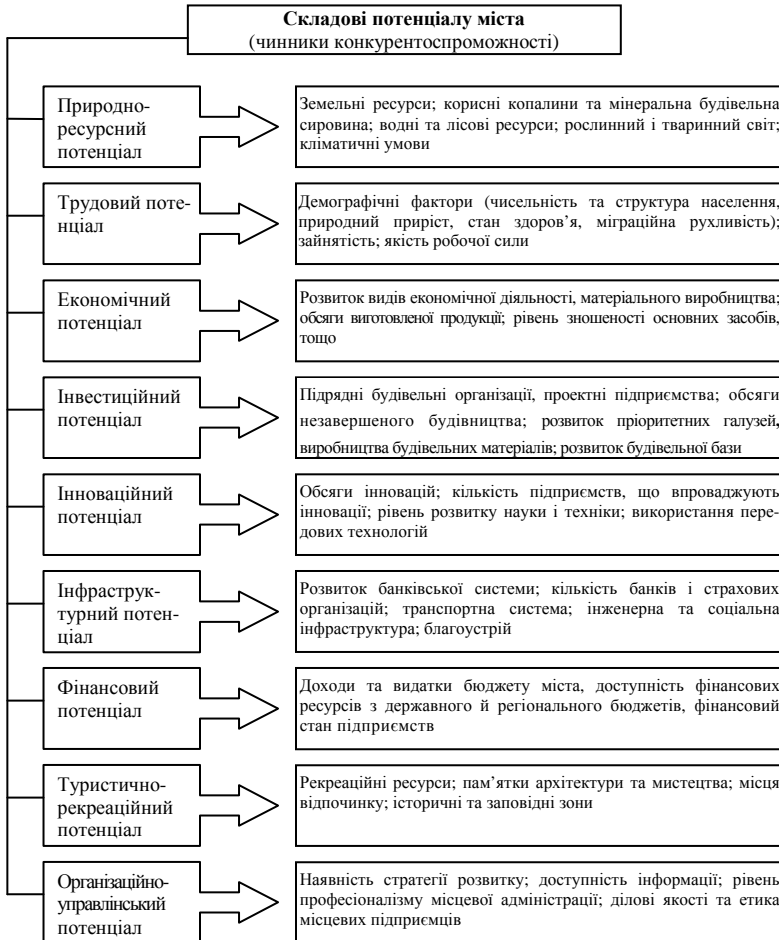 Складові потенціалу міста
(чинники конкурентоспроможності)
Природно-
ресурсний
потенціал
Земельні ресурси; корисні копалини та мінеральна будівельна
сировина; водні та лісові ресурси; рослинний і тваринний світ;
кліматичні умови
Трудовий поте-
нціал
Демографічні фактори (чисельність та структура населення,
природний приріст, стан здоров’я, міграційна рухливість);
зайнятість; якість робочої сили
Економічний
потенціал
Розвиток видів економічної діяльності, матеріального виробництва;
обсяги виготовленої продукції; рівень зношеності основних засобів,
тощо
Інвестиційний
потенціал
Підрядні будівельні організації, проектні підприємства; обсяги
незавершеного будівництва; розвиток пріоритетних галузей,
виробництва будівельних матеріалів; розвиток будівельної бази
Інноваційний
потенціал
Обсяги інновацій; кількість підприємств, що впроваджують
інновації; рівень розвитку науки і техніки; використання пере-
дових технологій
Інфраструк-
турний потен-
ціал
Розвиток банківської системи; кількість банків і страхових
організацій; транспортна система; інженерна та соціальна
інфраструктура; благоустрій
Фінансовий
потенціал
Доходи та видатки бюджету міста, доступність фінансових
ресурсів з державного й регіонального бюджетів, фінансовий
стан підприємств
Туристично-
рекреаційний
потенціал
Рекреаційні ресурси; пам’ятки архітектури та мистецтва; місця
відпочинку; історичні та заповідні зони
Організаційно-
управлінський
потенціал
Наявність стратегії розвитку; доступність інформації; рівень
професіоналізму місцевої адміністрації; ділові якості та етика
місцевих підприємців